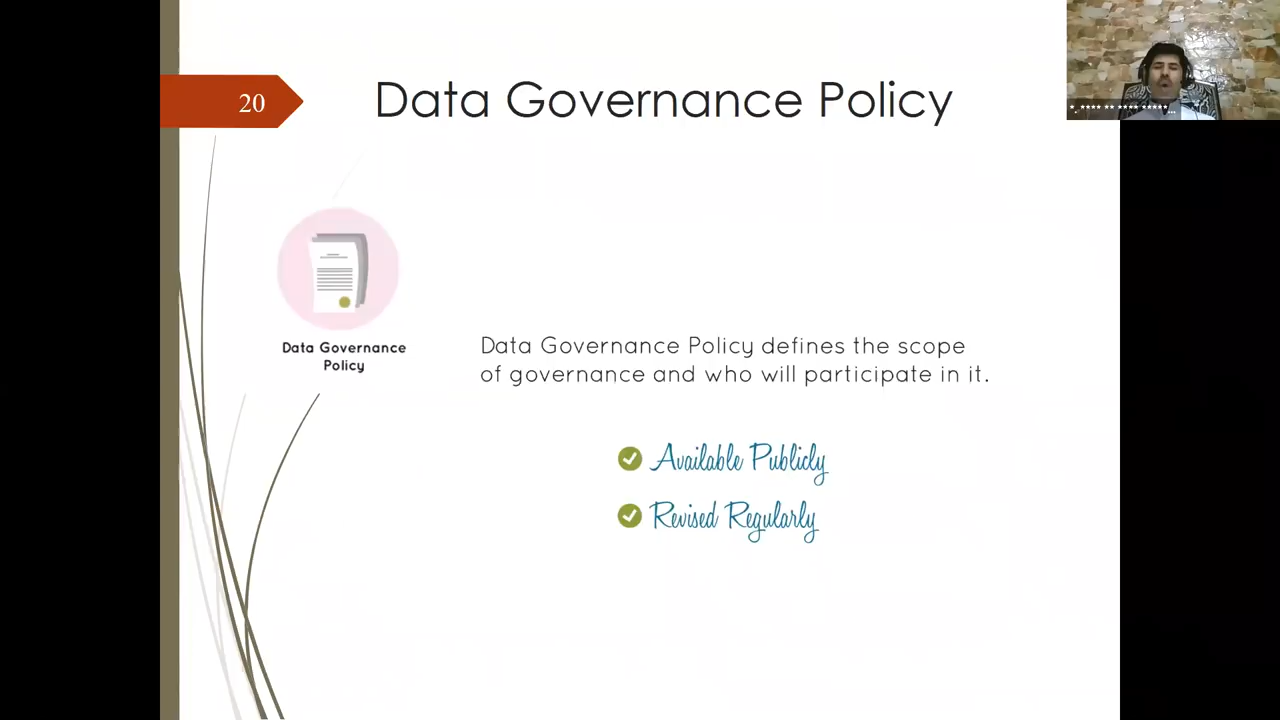 20
Data Governance Policy
Data Governance
Policy
Data Governance Policy defines the scope
of governance and who will participate in it.
Available Publicly
Revised Regularly